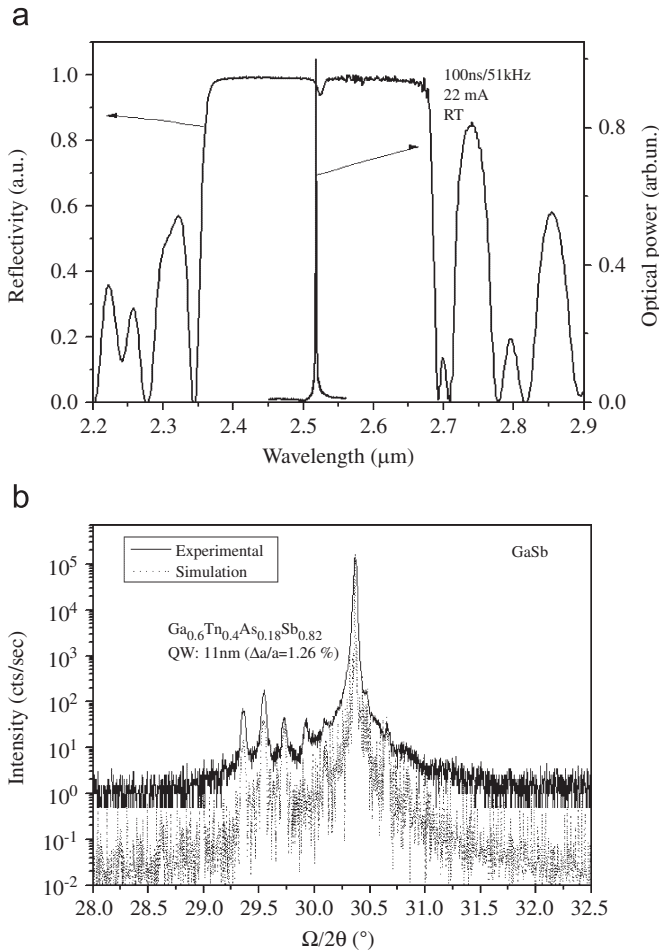 a
100ns/51kHz
22 mA
RT
Reflectivity (a.u.)
1.0
0.8
0.6
0.4
0.2
0.0
Optical power (arb.un.)
0.8
0.4
0.0
2.2 2.3 2.4 2.5 2.6 2.7 2.8 2.9
Wavelength (μm)
b
Experimental
Simulation
GaSb
Ga0.6Tn0.4As0.18Sb0.82
QW: 11nm (Δa/a=1.26 %)
Intensity (cts/sec)
10^5
10^4
10^3
10^2
10^1
10^0
10^-1
10^-2
28.0 28.5 29.0 29.5 30.0 30.5 31.0 31.5 32.0 32.5
Ω/2θ (°)